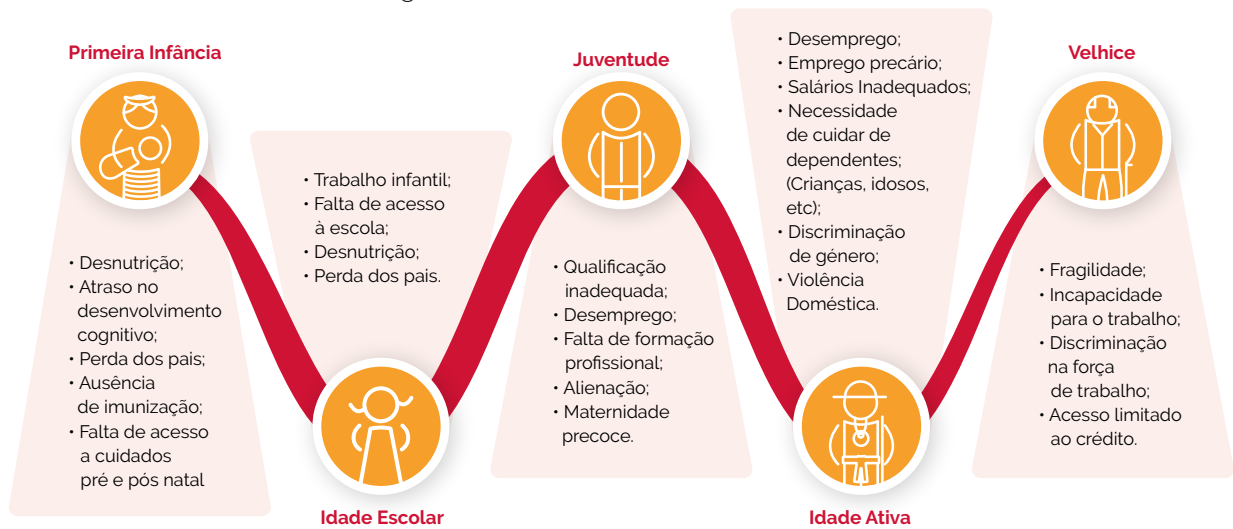 Primeira Infância
• Desnutrição;
• Atraso no
desenvolvimento
cognitivo;
• Perda dos pais;
• Ausência
de imunização;
• Falta de acesso
a cuidados
pré e pós natal
• Trabalho infantil;
• Falta de acesso
à escola;
• Desnutrição;
• Perda dos pais.
Idade Escolar
Juventude
• Qualificação
inadequada;
• Desemprego;
• Falta de formação
profissional;
• Alienação;
• Maternidade
precoce.
• Desemprego;
• Emprego precário;
• Salários Inadequados;
• Necessidade
de cuidar de
dependentes;
(Crianças, idosos,
etc);
• Discriminação
de género;
• Violência
Doméstica.
Idade Ativa
Velhice
• Fragilidade;
• Incapacidade
para o trabalho;
• Discriminação
na força
de trabalho;
• Acesso limitado
ao crédito.